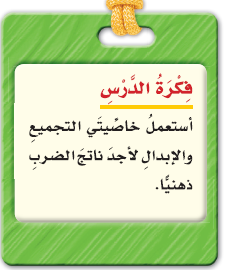 فِكْرَةُ الدَّرْسِ
أستعملُ خاصِّيتَي التجميعِ
والإبدالِ لأجدَ ناتجَ الضربِ
ذهنيًّا.